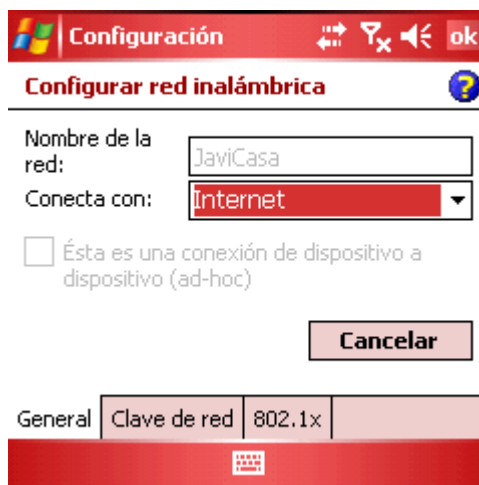 Configuración ok
Configurar red inalámbrica ?
Nombre de la
red:
JaviCasa
Conecta con: Internet
Ésta es una conexión de dispositivo a
dispositivo (ad-hoc)
Cancelar
General Clave de red 802.1x